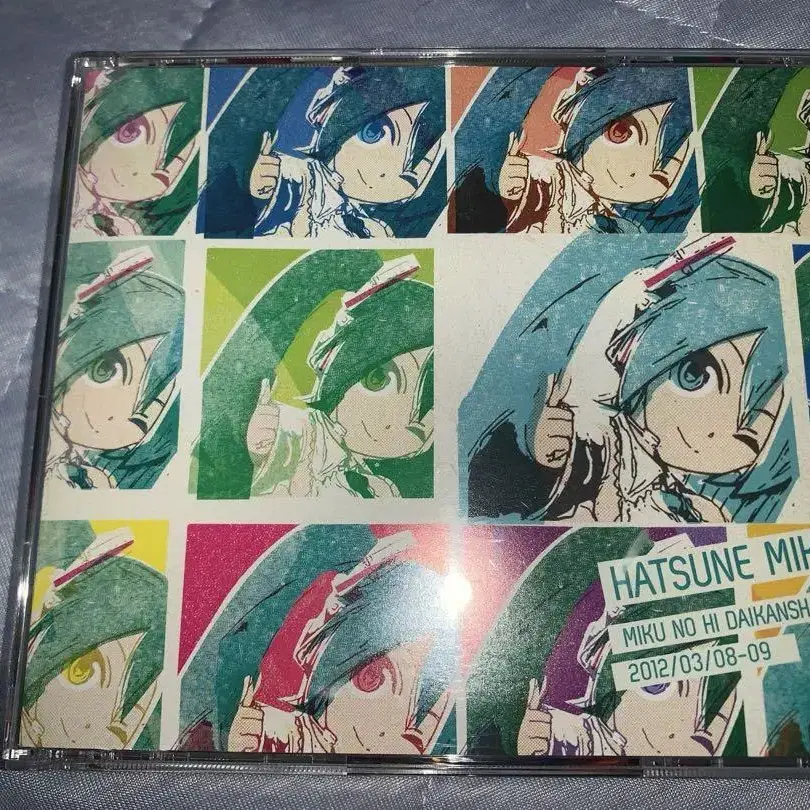 HATSUNE MIK
MIKU NO HI DAIKANSH
2012/03/08-09